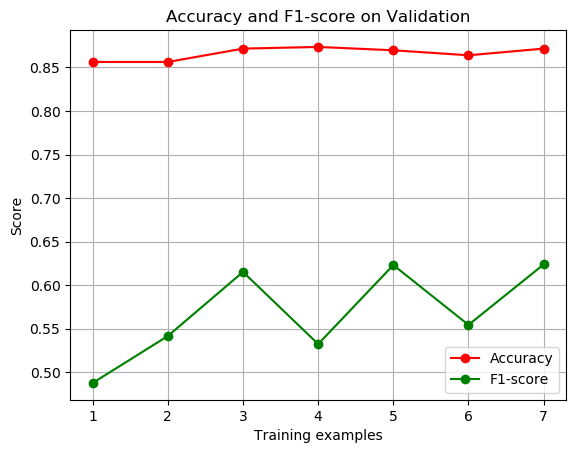 Accuracy and F1-score on Validation
Score
0.85
0.80
0.75
0.70
0.65
0.60
0.55
0.50
Accuracy
F1-score
1 2 3 4 5 6 7
Training examples